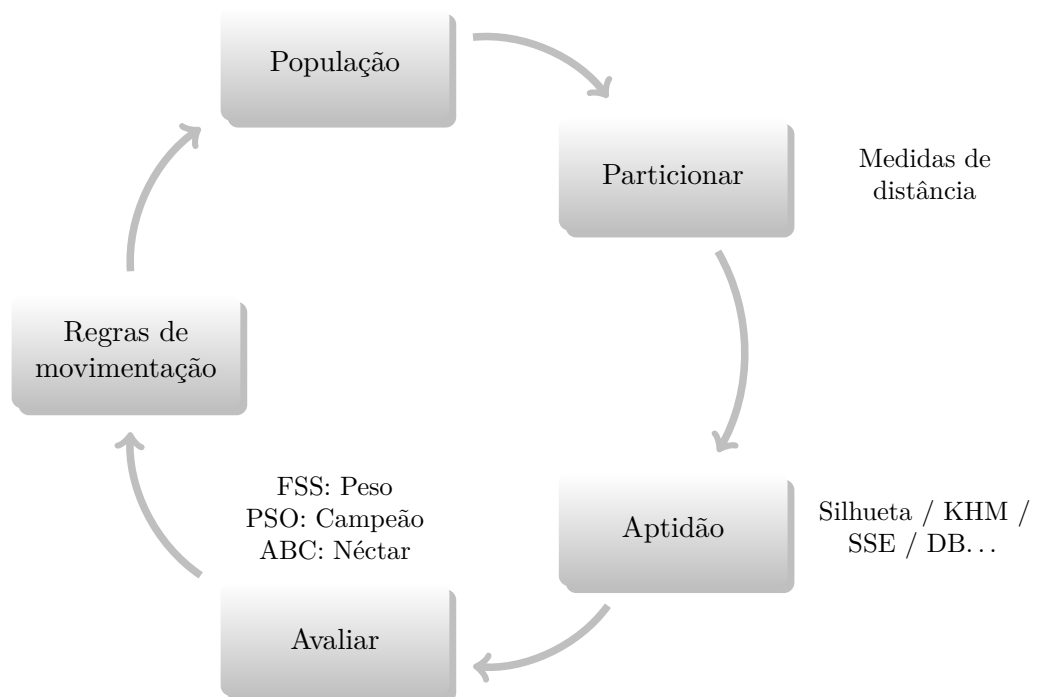 População
Particionar
Medidas de
distância
Regras de
movimentação
FSS: Peso
PSO: Campeão
ABC: Néctar
Aptidão
Silhueta / KHM /
SSE / DB...
Avaliar